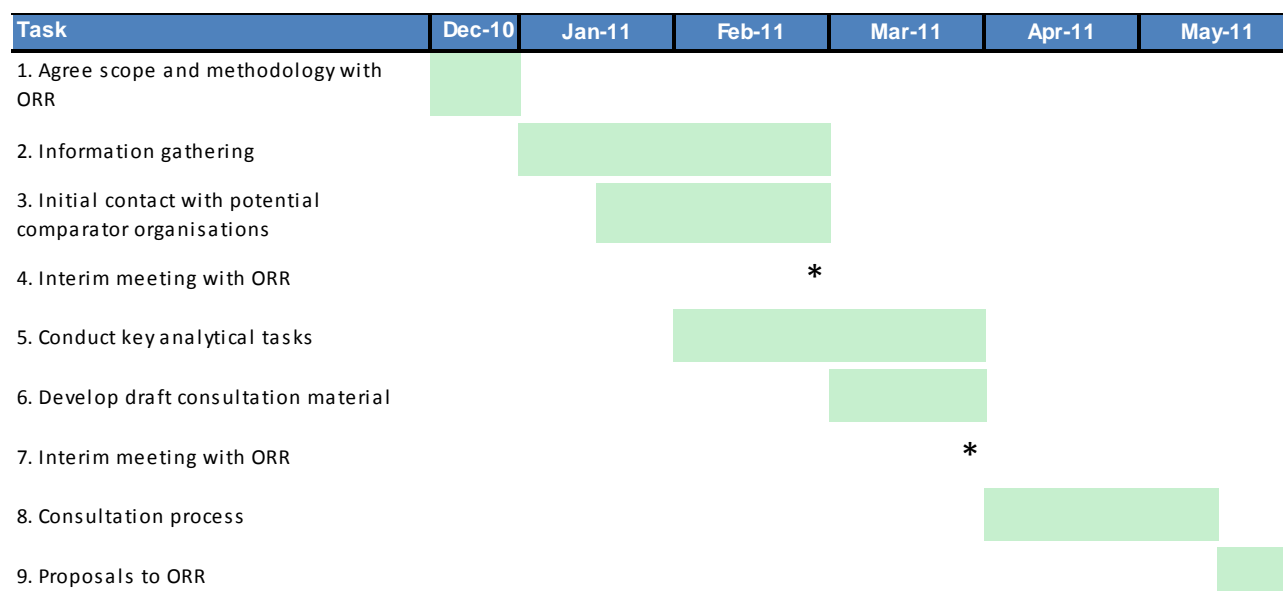 Task Dec-10 Jan-11 Feb-11 Mar-11 Apr-11 May-11
1. Agree scope and methodology with
ORR
2. Information gathering
3. Initial contact with potential
comparator organisations
4. Interim meeting with ORR *
5. Conduct key analytical tasks
6. Develop draft consultation material
7. Interim meeting with ORR *
8. Consultation process
9. Proposals to ORR